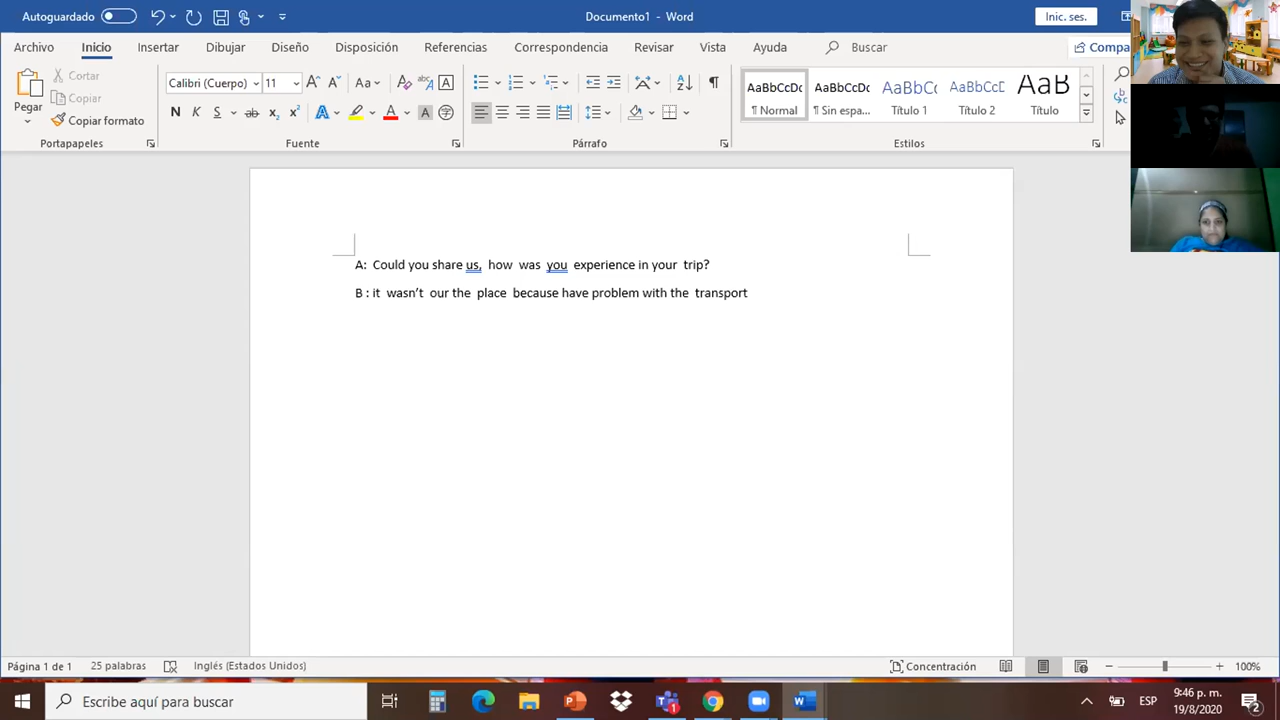 Autoguardado
Documento1 - Word
Inic. ses.
Archivo Inicio Insertar Dibujar Diseño Disposición Referencias Correspondencia Revisar Vista Ayuda Buscar
Pegar
Cortar
Copiar
Copiar formato
Calibri (Cuerpo) 11
N K S ab x₂ x²
AaBbCcDc AaBbCcDc AaBbCc AaBbCcD AaB
¶ Normal ¶ Sin espa... Título 1 Título 2 Título
Portapapeles Fuente Párrafo Estilos
A: Could you share us, how was you experience in your trip?
B : it wasn't our the place because have problem with the transport
Página 1 de 1 25 palabras Inglés (Estados Unidos) Concentración 100%
Escribe aquí para buscar
ESP
9:46 p. m.
19/8/2020
2